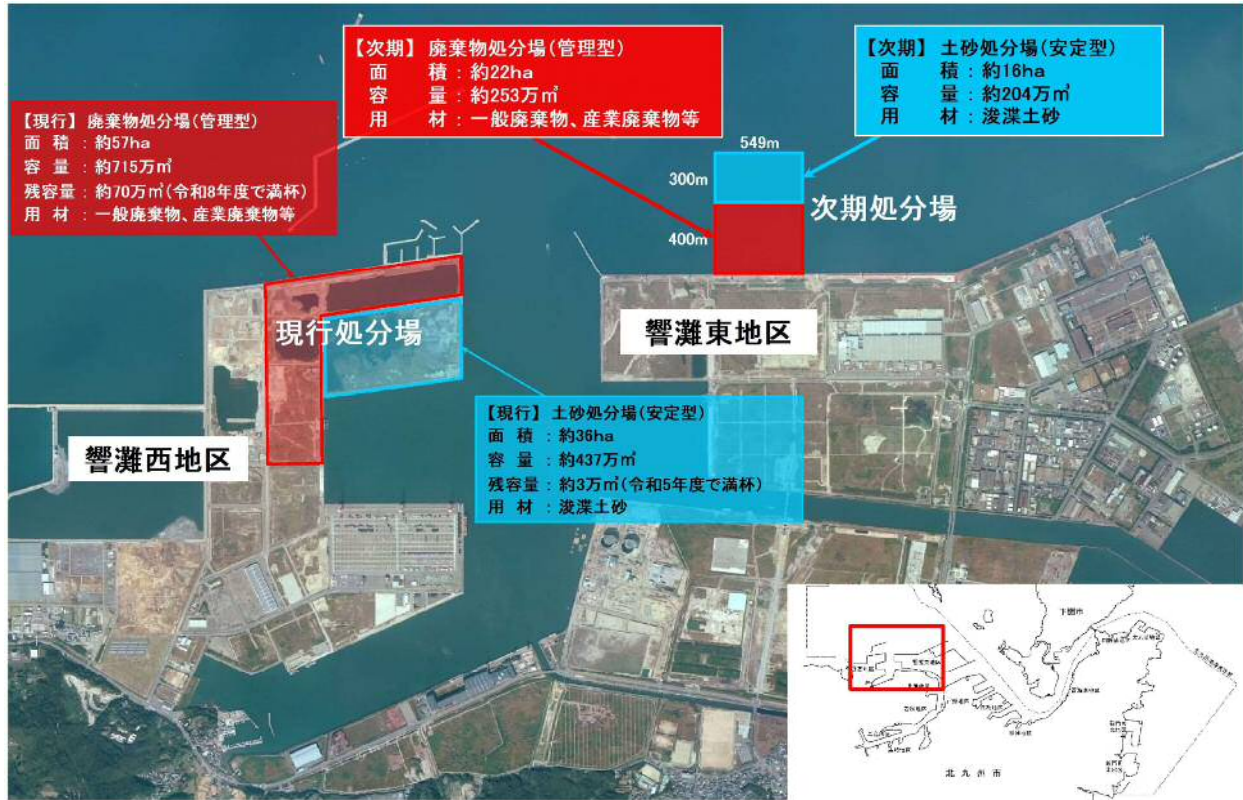 【次期】 廃棄物処分場(管理型)
面 積 : 約22ha
容 量 : 約253万㎥
用 材 : 一般廃棄物、産業廃棄物等
【次期】 土砂処分場(安定型)
面 積 : 約16ha
容 量 : 約204万㎥
用 材 : 浚渫土砂
【現行】 廃棄物処分場(管理型)
面 積 : 約57ha
容 量 : 約715万㎥
残容量 : 約70万㎥(令和8年度で満杯)
用 材 : 一般廃棄物、産業廃棄物等
549m
300m
次期処分場
400m
現行処分場
響灘東地区
【現行】 土砂処分場(安定型)
面 積 : 約36ha
容 量 : 約437万㎥
残容量 : 約3万㎥(令和5年度で満杯)
用 材 : 浚渫土砂
響灘西地区
下関市
北九州市